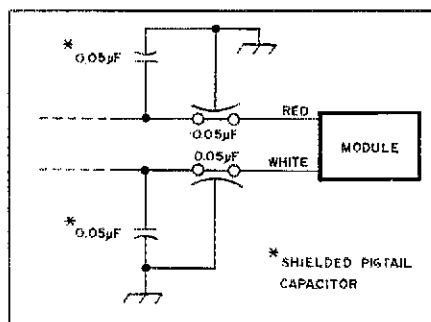 * 0.05µF
RED
0.05µF
0.05µF
WHITE
MODULE
* 0.05µF
* SHIELDED PIGTAIL
CAPACITOR